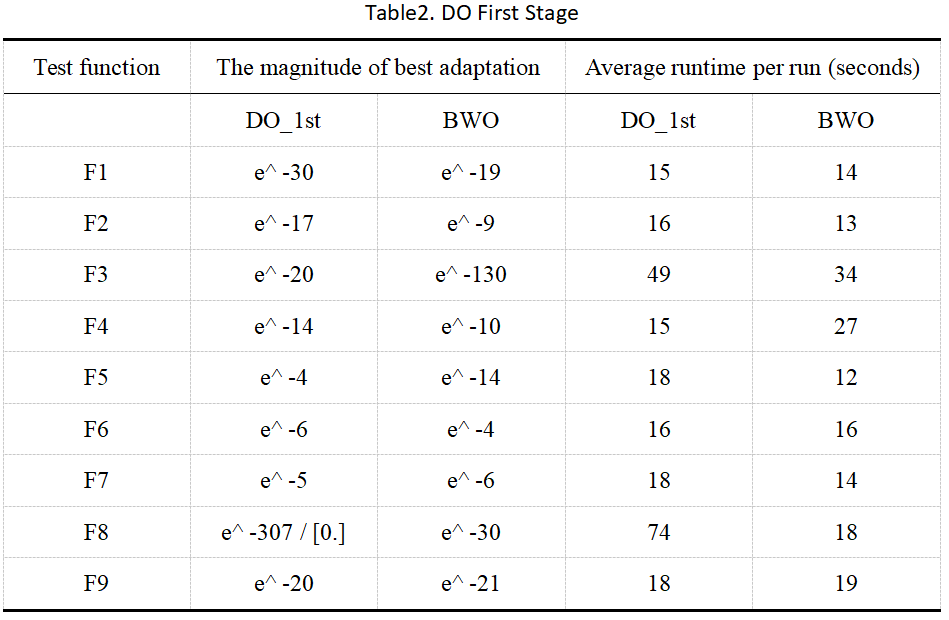 Table2. DO First Stage
Test function The magnitude of best adaptation Average runtime per run (seconds)
DO_1st BWO DO_1st BWO
F1 e^ -30 e^ -19 15 14
F2 e^ -17 e^ -9 16 13
F3 e^ -20 e^ -130 49 34
F4 e^ -14 e^ -10 15 27
F5 e^ -4 e^ -14 18 12
F6 e^ -6 e^ -4 16 16
F7 e^ -5 e^ -6 18 14
F8 e^ -307 / [0.] e^ -30 74 18
F9 e^ -20 e^ -21 18 19